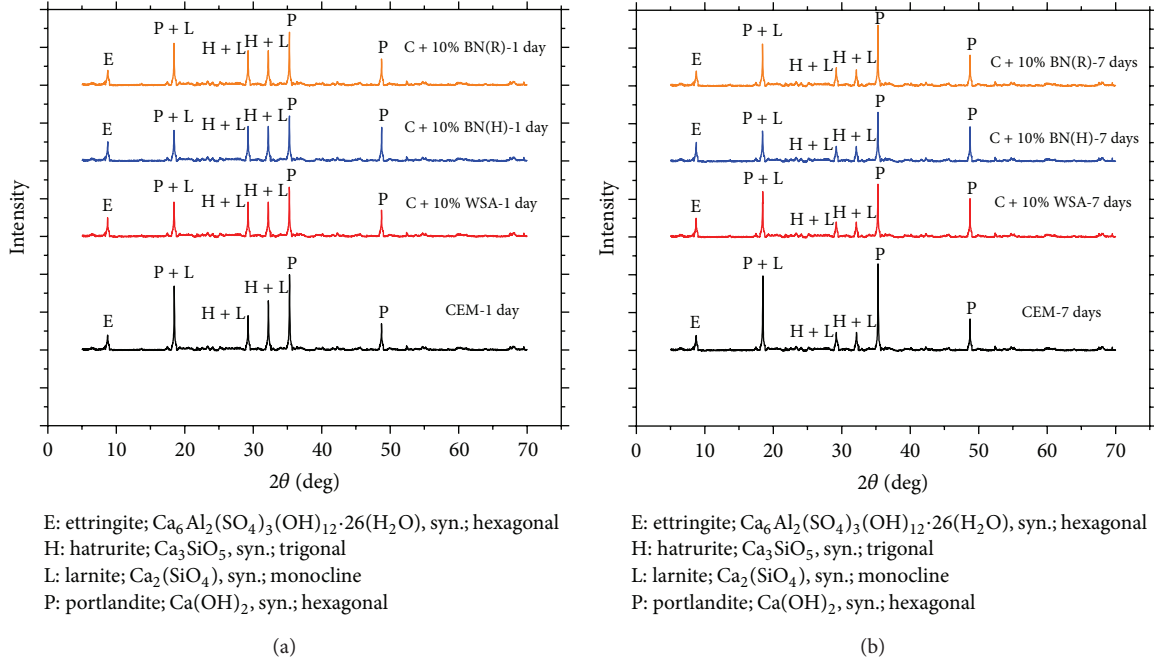 P
P + L
H + L
H + L
E
P
C + 10% BN(R)-1 day
P
P + L
H + L
H + L
E
P
C + 10% BN(H)-1 day
P
P + L
H + L
H + L
E
P
C + 10% WSA-1 day
P
P + L
H + L
H + L
E
P
CEM-1 day
Intensity
0 10 20 30 40 50 60 70
2θ (deg)
E: ettringite; Ca₆Al₂(SO₄)₃(OH)₁₂·26(H₂O), syn.; hexagonal
H: hatrurite; Ca₃SiO₅, syn.; trigonal
L: larnite; Ca₂(SiO₄), syn.; monocline
P: portlandite; Ca(OH)₂, syn.; hexagonal
(a)
P
P + L
H + L
E
P
C + 10% BN(R)-7 days
P
P + L
H + L
E
P
C + 10% BN(H)-7 days
P
P + L
H + L
E
P
C + 10% WSA-7 days
P
P + L
H + L
H + L
E
P
CEM-7 days
Intensity
0 10 20 30 40 50 60 70
2θ (deg)
E: ettringite; Ca₆Al₂(SO₄)₃(OH)₁₂·26(H₂O), syn.; hexagonal
H: hatrurite; Ca₃SiO₅, syn.; trigonal
L: larnite; Ca₂(SiO₄), syn.; monocline
P: portlandite; Ca(OH)₂, syn.; hexagonal
(b)